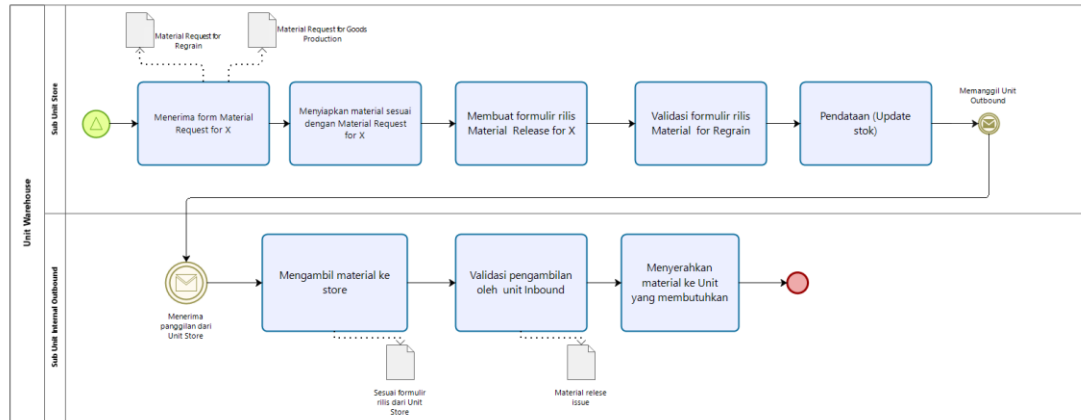 Unit Warehouse
Sub Unit Store
Material Request for
Regrain
Material Request for Goods
Production
Menerima form Material
Request for X
Menyiapkan material sesuai
dengan Material Request
for X
Membuat formulir rilis
Material Release for X
Validasi formulir rilis
Material for Regrain
Pendataan (Update
stok)
Memanggil Unit
Outbound
Sub Unit Internal Outbound
Menerima
panggilan dari
Unit Store
Mengambil material ke
store
Validasi pengambilan
oleh unit Inbound
Menyerahkan
material ke Unit
yang membutuhkan
Sesuai formulir
rilis dari Unit
Store
Material relese
issue